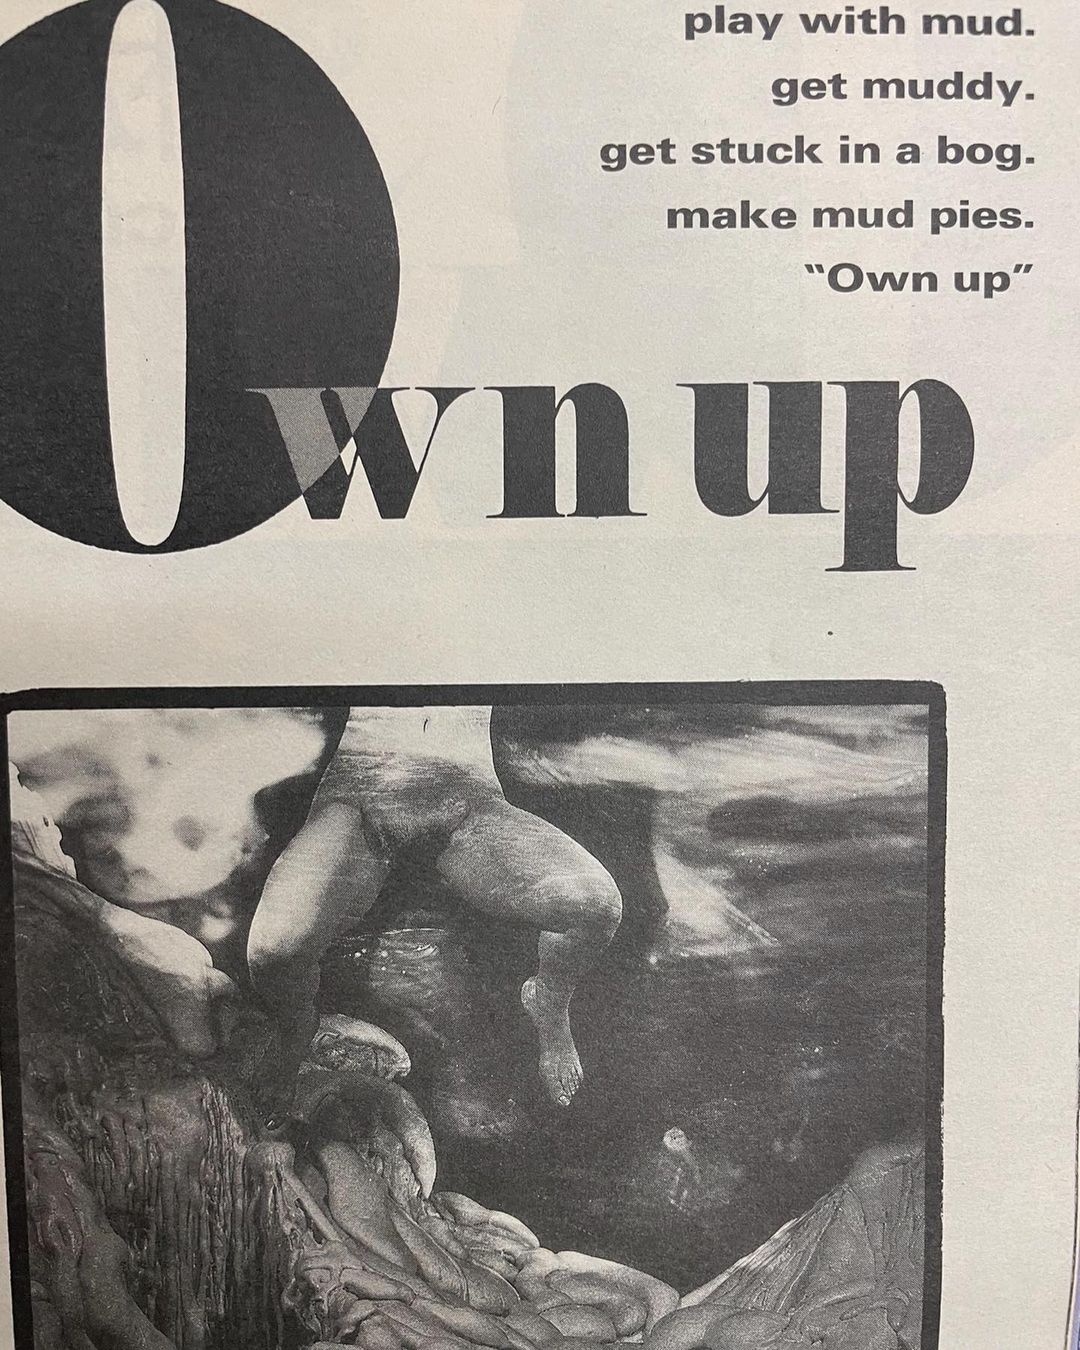 play with mud.
get muddy.
get stuck in a bog.
make mud pies.
"Own up"
Own up